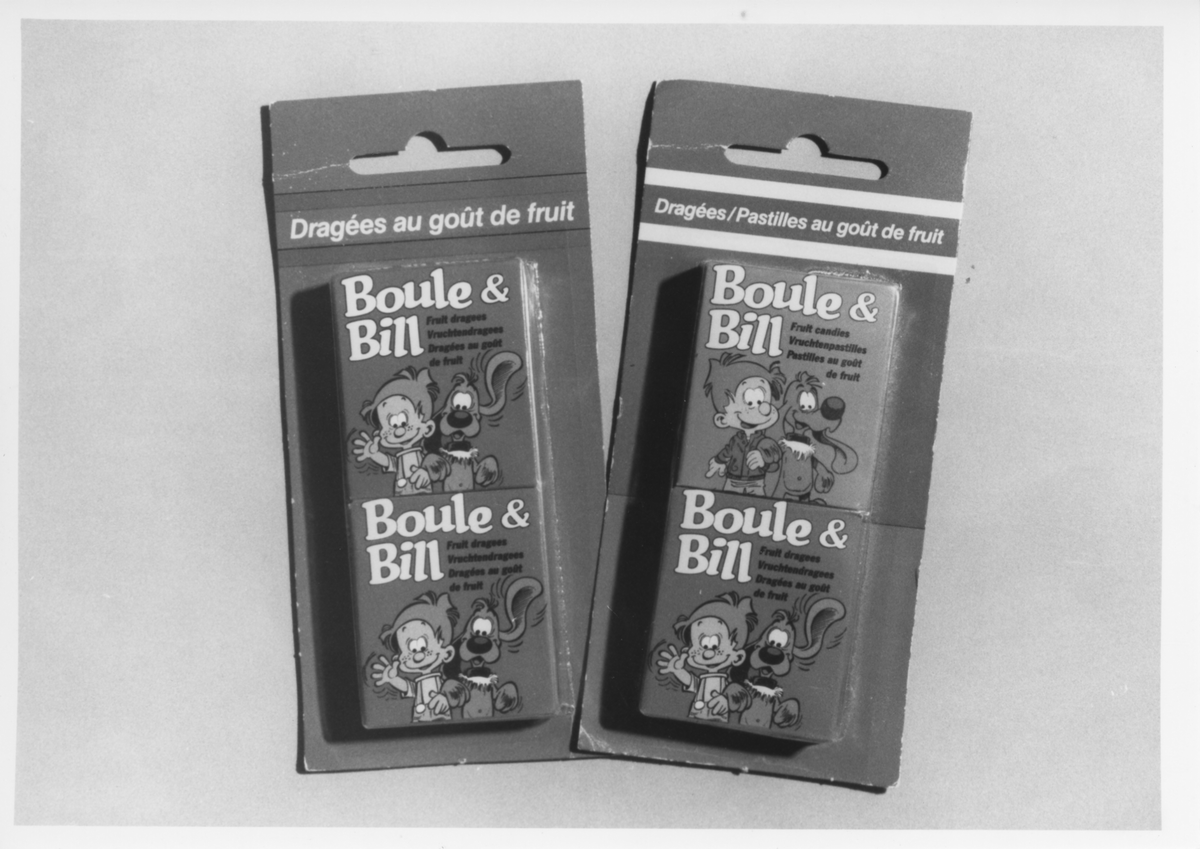 Dragées au goût de fruit
Boule &
Bill
Fruit dragees
Vruchtendragees
Dragées au goût
de fruit
Boule &
Bill
Fruit dragees
Vruchtendragees
Dragées au goût
de fruit
Dragées/Pastilles au goût de fruit
Boule &
Bill
Fruit candies
Vruchtenpastilles
Pastilles au goût
de fruit
Boule &
Bill
Fruit dragees
Vruchtendragees
Dragées au goût
de fruit